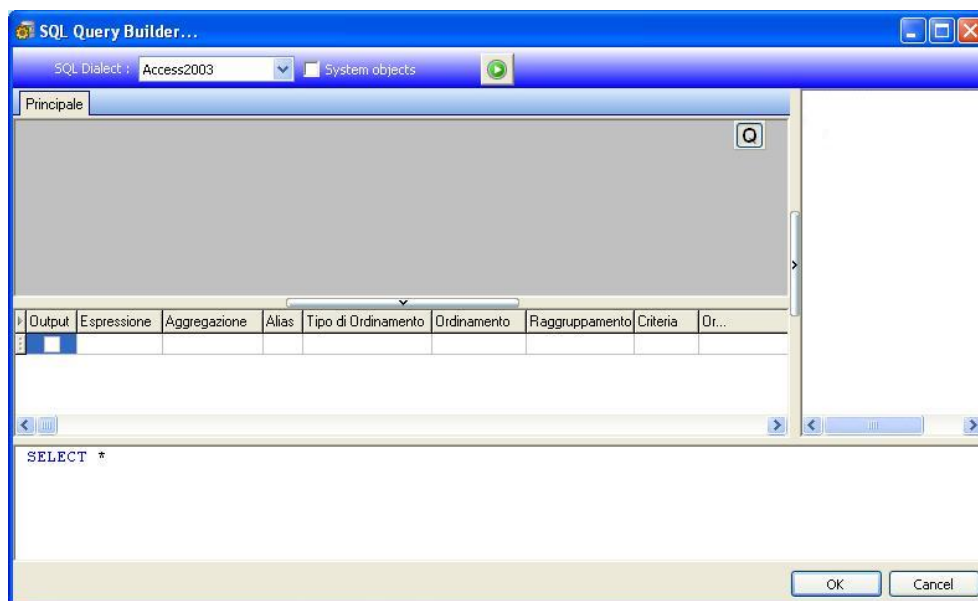 SQL Query Builder...
SQL Dialect : Access2003 System objects
Principale
Q
Output Espressione Aggregazione Alias Tipo di Ordinamento Ordinamento Raggruppamento Criteria Or...
SELECT *
OK Cancel